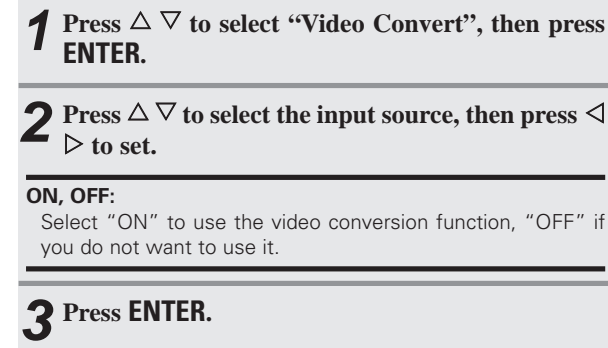 1 Press △ ▽ to select “Video Convert”, then press
ENTER.
2 Press △ ▽ to select the input source, then press ◁
▷ to set.
ON, OFF:
Select “ON” to use the video conversion function, “OFF” if
you do not want to use it.
3 Press ENTER.